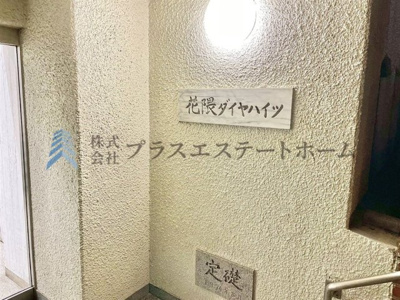 花隈ダイヤハイツ
株式
会社 プラスエステートホーム
定礎